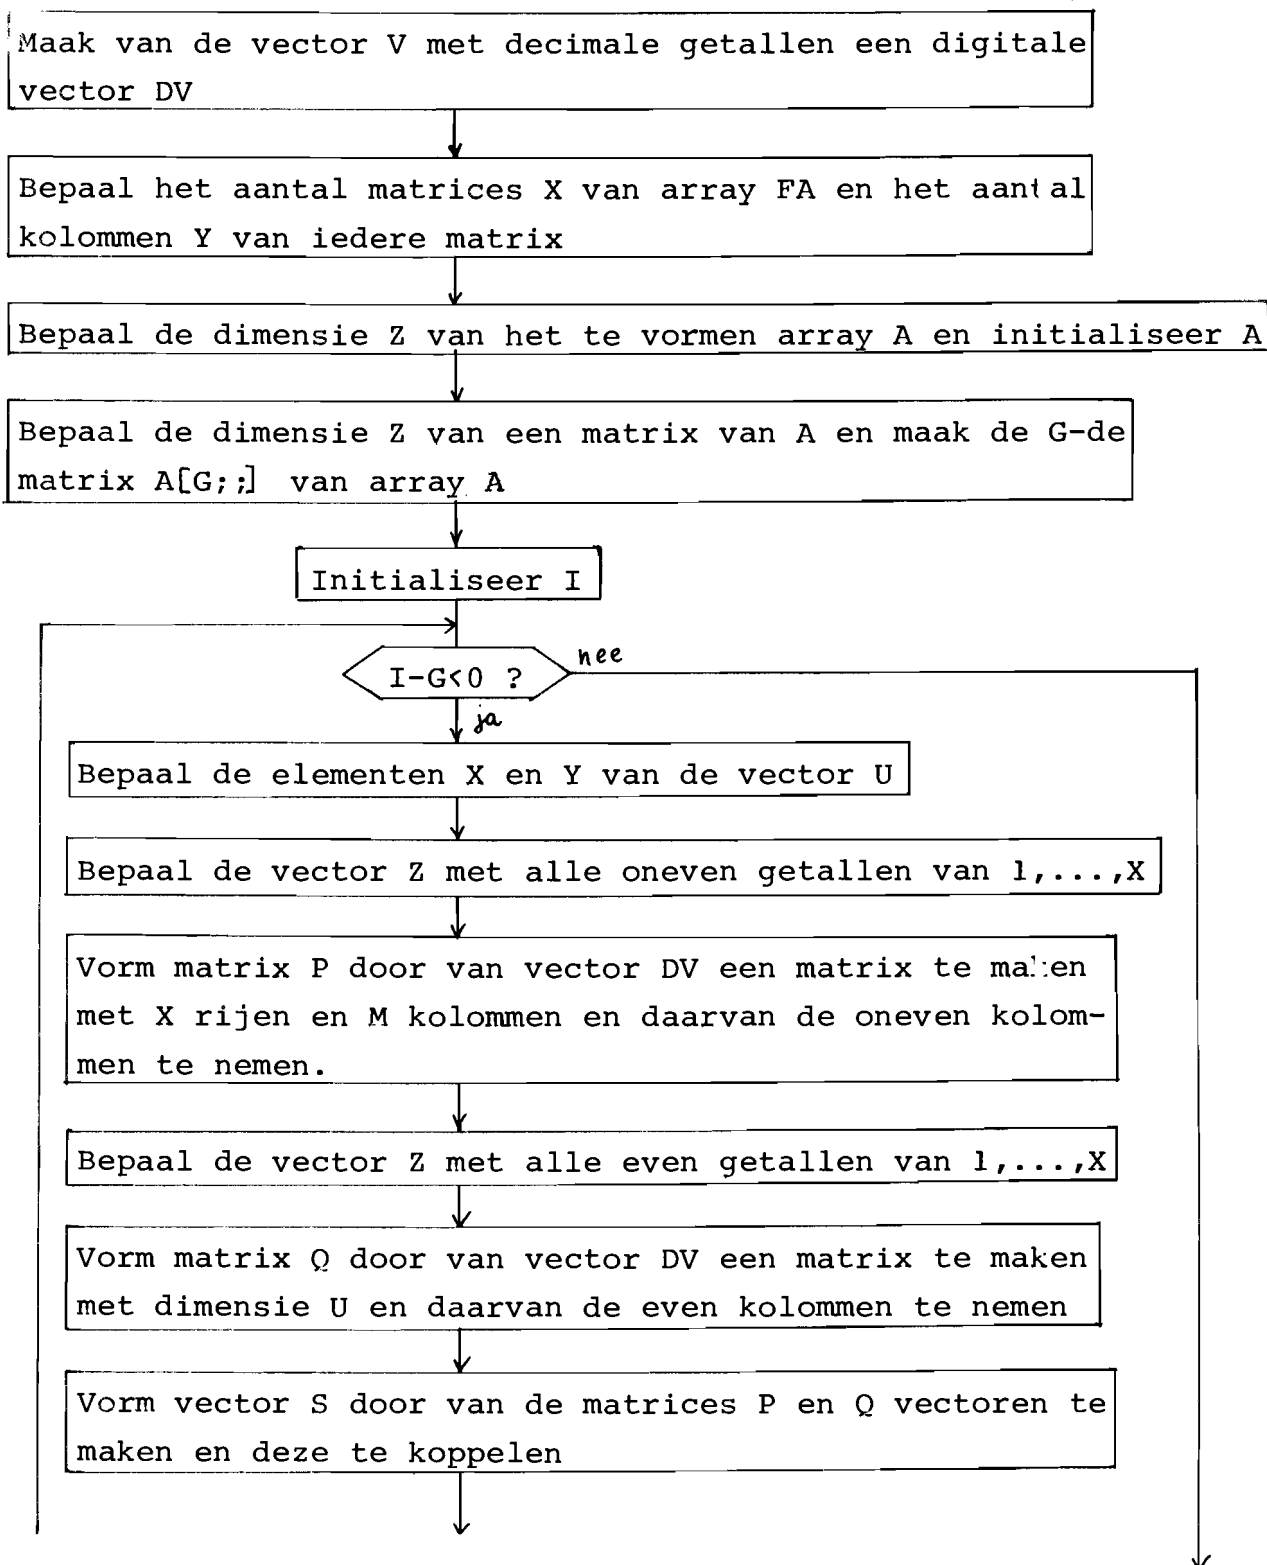 Maak van de vector V met decimale getallen een digitale
vector DV
Bepaal het aantal matrices X van array FA en het aantal
kolommen Y van iedere matrix
Bepaal de dimensie Z van het te vormen array A en initialiseer A
Bepaal de dimensie Z van een matrix van A en maak de G-de
matrix A[G;;] van array A
Initialiseer I
I-G<0 ?
nee
ja
Bepaal de elementen X en Y van de vector U
Bepaal de vector Z met alle oneven getallen van 1,...,X
Vorm matrix P door van vector DV een matrix te maken
met X rijen en M kolommen en daarvan de oneven kolom-
men te nemen.
Bepaal de vector Z met alle even getallen van 1,...,X
Vorm matrix Q door van vector DV een matrix te maken
met dimensie U en daarvan de even kolommen te nemen
Vorm vector S door van de matrices P en Q vectoren te
maken en deze te koppelen